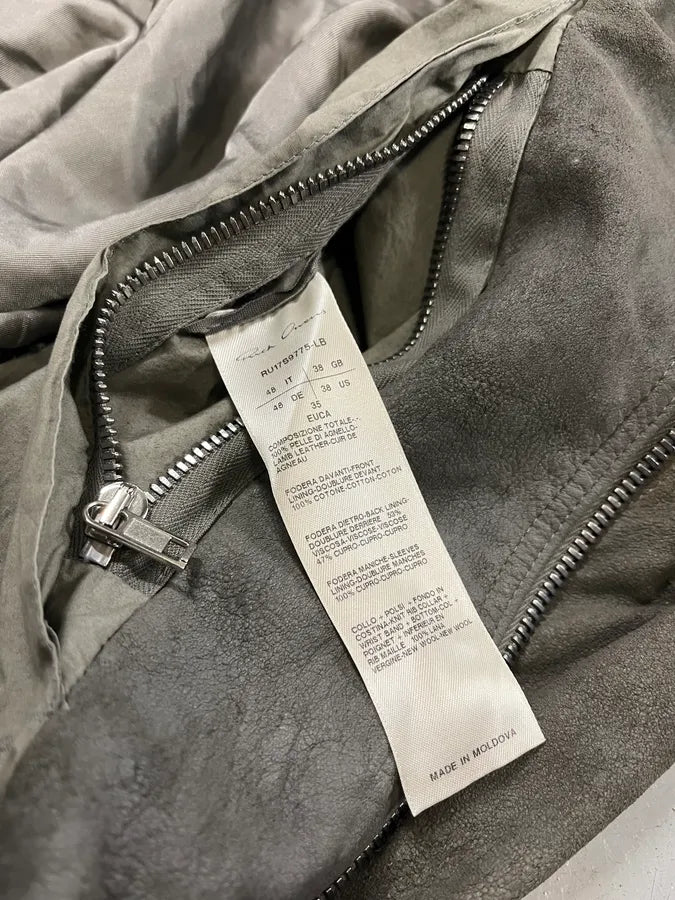 Rick Owens
RU17S9775-LB
48 IT 38 GB
48 DE 38 US
35
EUCA
COMPOSIZIONE TOTALE-
100% PELLE DI AGNELLO-
LAMB LEATHER-CUIR DE
AGNEAU
FODERA DAVANTI-FRONT
LINING-DOUBLURE DEVANT
100% COTONE-COTTON-COTON
FODERA DIETRO-BACK LINING-
DOUBLURE DERRIERE 53%
VISCOSA-VISCOSE-VISCOSE
47% CUPRO-CUPRO-CUPRO
FODERA MANICHE-SLEEVES
LINING-DOUBLURE MANCHES
100% CUPRO-CUPRO-CUPRO
COLLO + POLSI + FONDO IN
COSTINA-KNIT RIB COLLAR +
WRIST BAND + BOTTOM-COL +
POIGNET + INFERIEUR EN
RIB MAILLE 100% LANA
VERGINE-NEW WOOL-NEW WOOL
MADE IN MOLDOVA